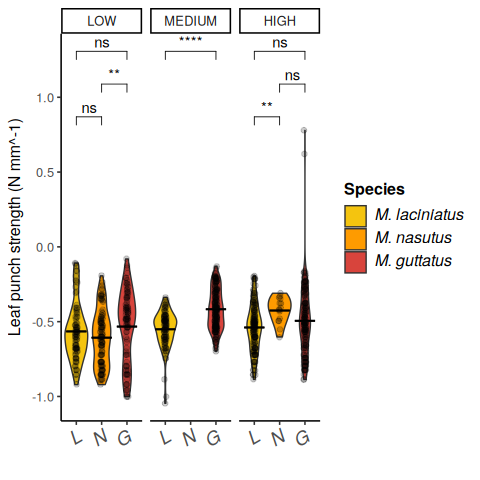 LOW MEDIUM HIGH
ns **** ns
** ns
ns **
Leaf punch strength (N mm^-1)
1.0
0.5
0.0
-0.5
-1.0
L N G L N G L N G
Species
M. laciniatus
M. nasutus
M. guttatus